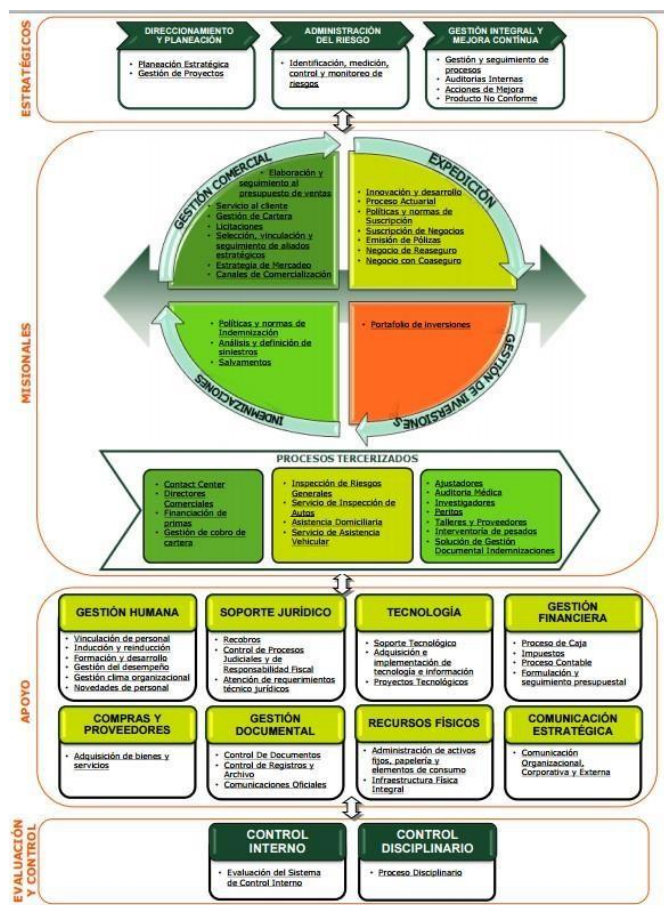 ESTRATÉGICOS
DIRECCIONAMIENTO
Y PLANEACIÓN
Planeación Estratégica
Gestión de Proyectos
ADMINISTRACIÓN
DEL RIESGO
Identificación, medición,
control y monitoreo de
riesgos
GESTIÓN INTEGRAL Y
MEJORA CONTÍNUA
Gestión y seguimiento de
procesos
Auditorias Internas
Acciones de Mejora
Producto No Conforme
MISIONALES
GESTIÓN COMERCIAL
Elaboración y
seguimiento al
presupuesto de ventas
Servicio al cliente
Gestión de Cartera
Licitaciones
Selección, vinculación y
seguimiento de aliados
estratégicos
Estrategia de Mercadeo
Canales de Comercialización
EXPEDICIÓN
Innovación y desarrollo
Proceso Actuarial
Políticas y normas de
Suscripción
Suscripción de Negocios
Emisión de Pólizas
Negocio de Reaseguro
Negocio con Coaseguro
Políticas y normas de
Indemnización
Análisis y definición de
siniestros
Salvamentos
INDEMNIZACIONES
Portafolio de inversiones
GESTIÓN DE INVERSIONES
PROCESOS TERCERIZADOS
Contact Center
Directores
Comerciales
Financiación de
primas
Gestión de cobro de
cartera
Inspección de Riesgos
Generales
Servicio de Inspección de
Autos
Asistencia Domiciliaria
Servicio de Asistencia
Vehicular
Ajustadores
Auditoria Médica
Investigadores
Peritos
Talleres y Proveedores
Interventoría de pesados
Solución de Gestión
Documental Indemnizaciones
APOYO
GESTIÓN HUMANA
Vinculación de personal
Inducción y reinducción
Formación y desarrollo
Gestión del desempeño
Gestión clima organizacional
Novedades de personal
SOPORTE JURÍDICO
Recobros
Control de Procesos
Judiciales y de
Responsabilidad Fiscal
Atención de requerimientos
técnico jurídicos
TECNOLOGÍA
Soporte Tecnológico
Adquisición e
implementación de
tecnología e información
Proyectos Tecnológicos
GESTIÓN
FINANCIERA
Proceso de Caja
Impuestos
Proceso Contable
Formulación y
seguimiento presupuestal
COMPRAS Y
PROVEEDORES
Adquisición de bienes y
servicios
GESTIÓN
DOCUMENTAL
Control De Documentos
Control de Registros y
Archivo
Comunicaciones Oficiales
RECURSOS FÍSICOS
Administración de activos
fijos, papelería y
elementos de consumo
Infraestructura Física
Integral
COMUNICACIÓN
ESTRATÉGICA
Comunicación
Organizacional,
Corporativa y Externa
EVALUACIÓN
Y CONTROL
CONTROL
INTERNO
Evaluación del Sistema
de Control Interno
CONTROL
DISCIPLINARIO
Proceso Disciplinario